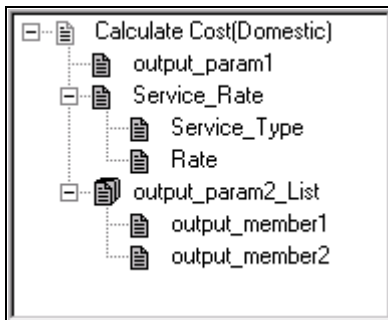 Calculate Cost(Domestic)
output_param1
Service_Rate
Service_Type
Rate
output_param2_List
output_member1
output_member2